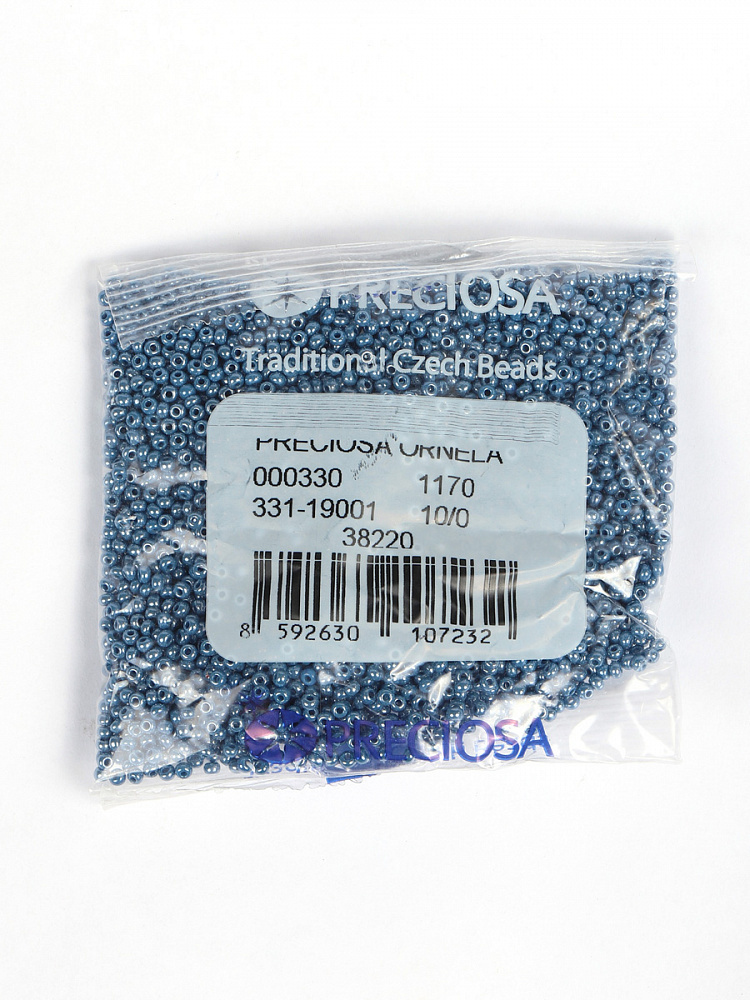 PRECIOSA
Traditional Czech Beads
PRECIOSA ORNELA
000330 1170
331-19001 10/0
38220
8 592630 107232
PRECIOSA